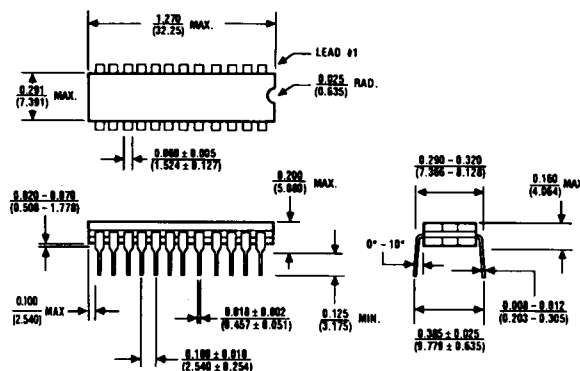 1.270
(32.25) MAX.
LEAD #1
0.291
(7.391) MAX.
0.025
(0.635) RAD.
0.060 ± 0.005
(1.524 ± 0.127)
0.200
(5.080) MAX.
0.290 – 0.320
(7.366 – 8.128)
0.160
(4.064) MAX
0.020 – 0.070
(0.508 – 1.778)
0° – 10°
0.100
(2.540) MAX
0.018 ± 0.002
(0.457 ± 0.051)
0.125
(3.175) MIN.
0.008 – 0.012
(0.203 – 0.305)
0.100 ± 0.010
(2.540 ± 0.254)
0.385 ± 0.025
(9.779 ± 0.635)